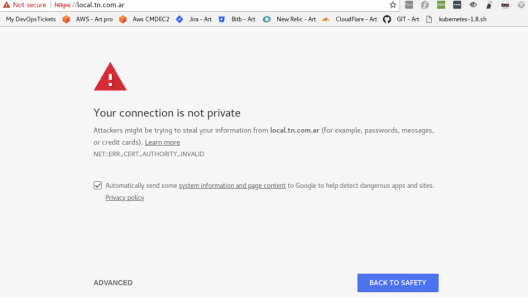 Not secure | https://local.tn.com.ar
My DevOpsTickets AWS - Art pro Aws CMDEC2 Jira - Art Bitb - Art New Relic - Art CloudFlare - Art GIT - Art kubernetes-1.8.sh
Your connection is not private
Attackers might be trying to steal your information from local.tn.com.ar (for example, passwords, messages,
or credit cards). Learn more
NET::ERR_CERT_AUTHORITY_INVALID
Automatically send some system information and page content to Google to help detect dangerous apps and sites.
Privacy policy
ADVANCED BACK TO SAFETY